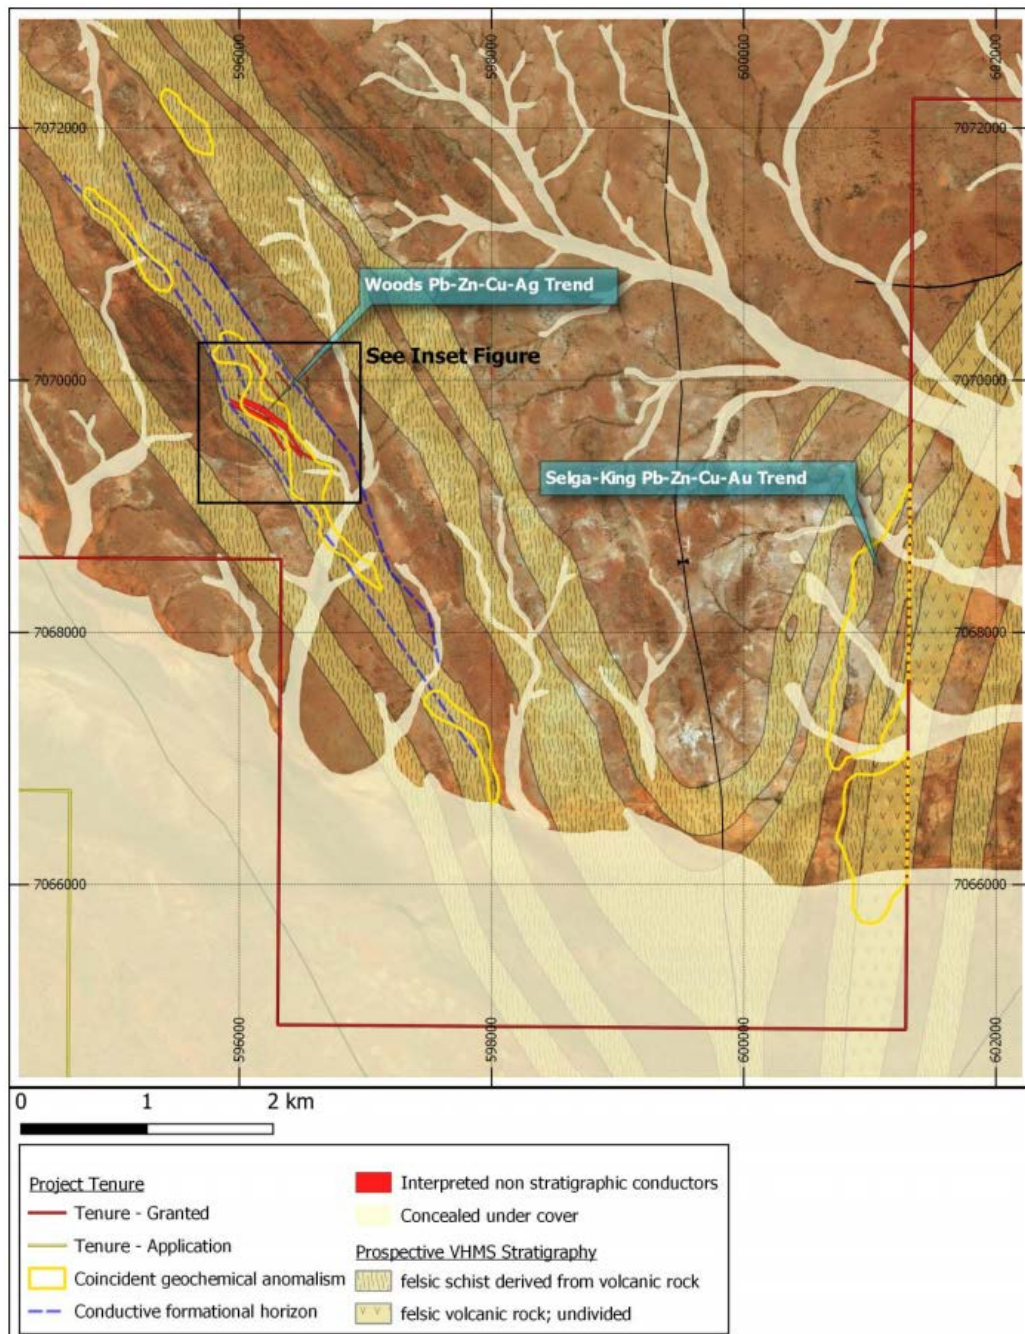 596000
598000
600000
602000
7072000
7072000
Woods Pb-Zn-Cu-Ag Trend
See Inset Figure
7070000
7070000
Selga-King Pb-Zn-Cu-Au Trend
7068000
7068000
7066000
7066000
596000
598000
600000
602000
0 1 2 km
Project Tenure
Tenure - Granted
Tenure - Application
Coincident geochemical anomalism
Conductive formational horizon
Interpreted non stratigraphic conductors
Concealed under cover
Prospective VHMS Stratigraphy
felsic schist derived from volcanic rock
felsic volcanic rock; undivided